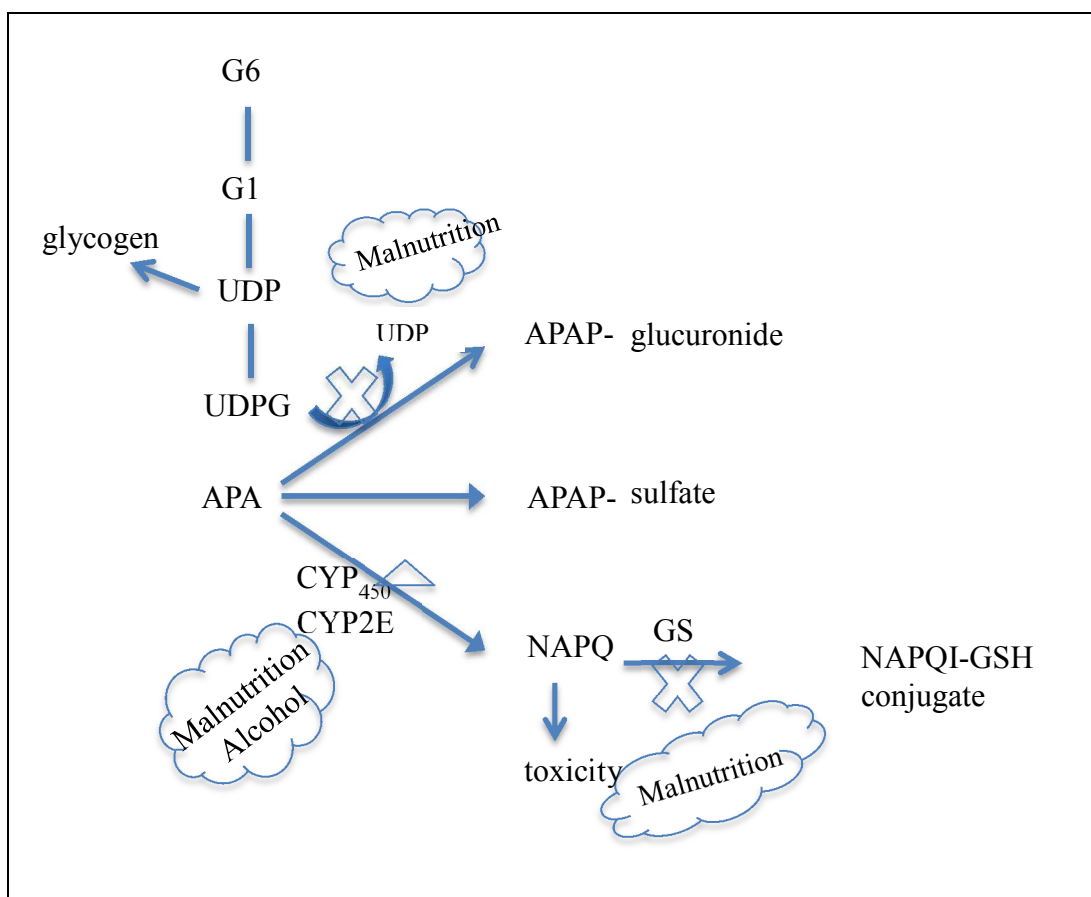 G6
G1
Malnutrition
glycogen
UDP
UDP
APAP- glucuronide
UDPG
APA
APAP- sulfate
CYP450
CYP2E
Malnutrition
Alcohol
NAPQ
GS
NAPQI-GSH
conjugate
toxicity
Malnutrition